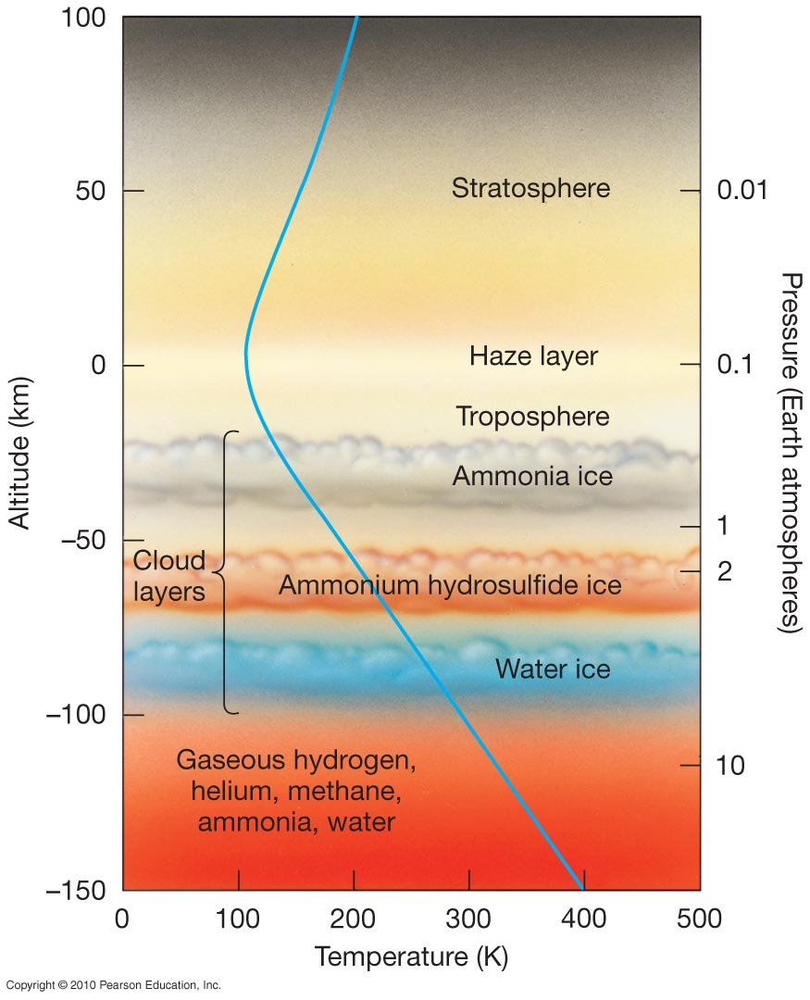 100
50
0
–50
–100
–150
Altitude (km)
Stratosphere
Haze layer
Troposphere
Ammonia ice
Cloud
layers
Ammonium hydrosulfide ice
Water ice
Gaseous hydrogen,
helium, methane,
ammonia, water
0.01
0.1
1
2
10
Pressure (Earth atmospheres)
0 100 200 300 400 500
Temperature (K)
Copyright © 2010 Pearson Education, Inc.